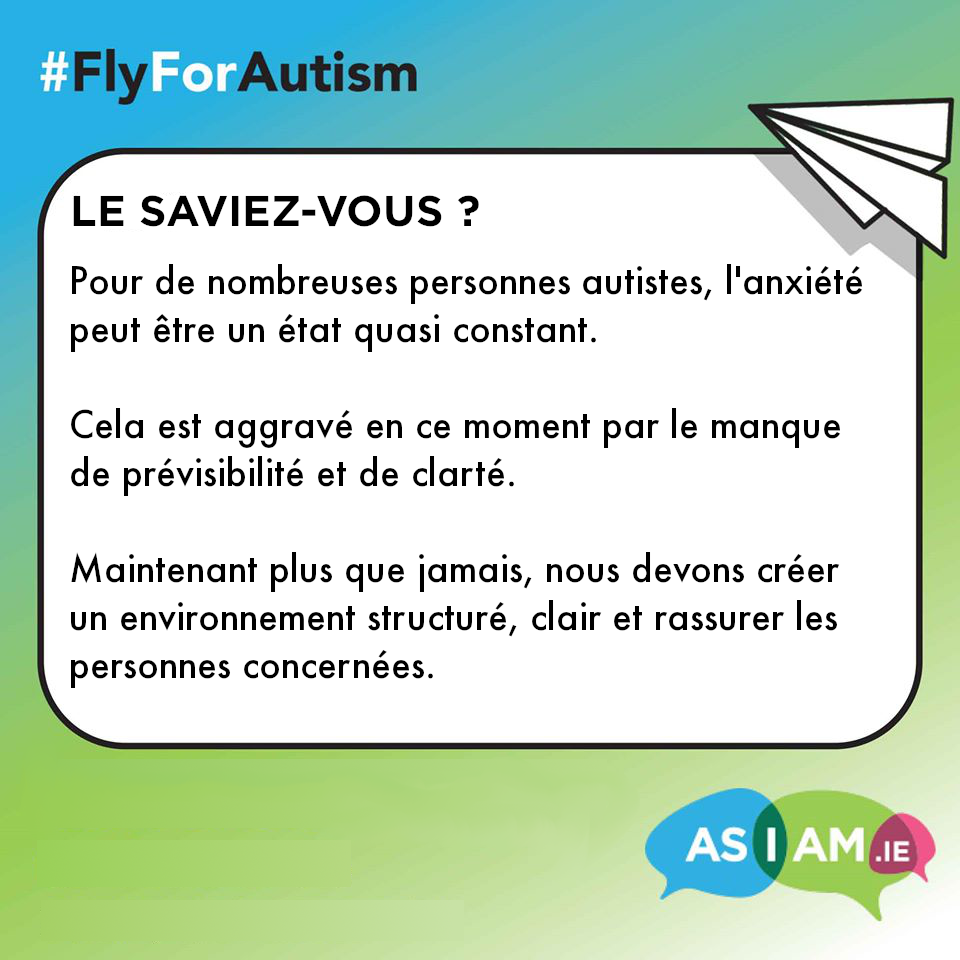 #FlyForAutism
LE SAVIEZ-VOUS ?
Pour de nombreuses personnes autistes, l'anxiété
peut être un état quasi constant.
Cela est aggravé en ce moment par le manque
de prévisibilité et de clarté.
Maintenant plus que jamais, nous devons créer
un environnement structuré, clair et rassurer les
personnes concernées.
AS I AM.IE